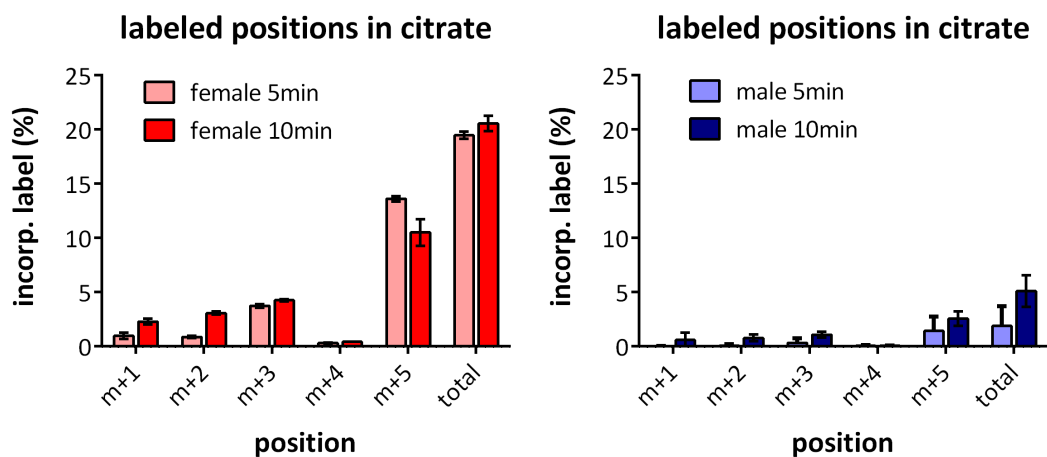 labeled positions in citrate
incorp. label (%)
25
20
15
10
5
0
female 5min
female 10min
m+1
m+2
m+3
m+4
m+5
total
position
labeled positions in citrate
incorp. label (%)
25
20
15
10
5
0
male 5min
male 10min
m+1
m+2
m+3
m+4
m+5
total
position